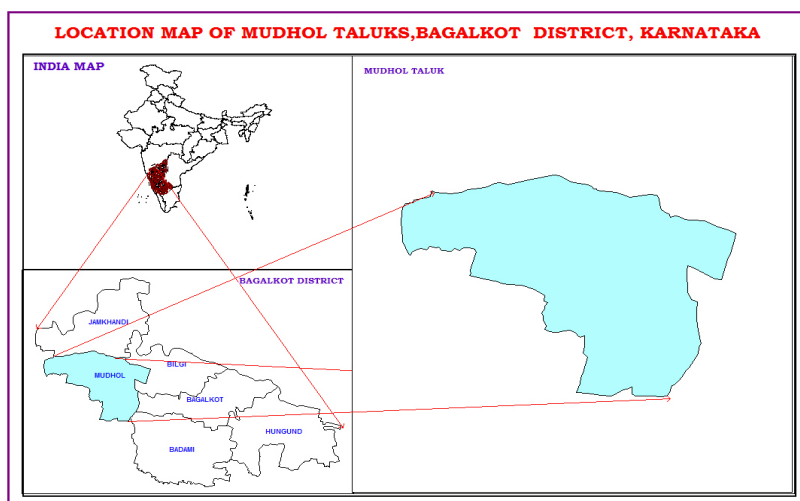 LOCATION MAP OF MUDHOL TALUKS,BAGALKOT DISTRICT, KARNATAKA
INDIA MAP
MUDHOL TALUK
BAGALKOT DISTRICT
JAMKHANDI
MUDHOL
BILGI
BAGALKOT
HUNGUND
BADAMI